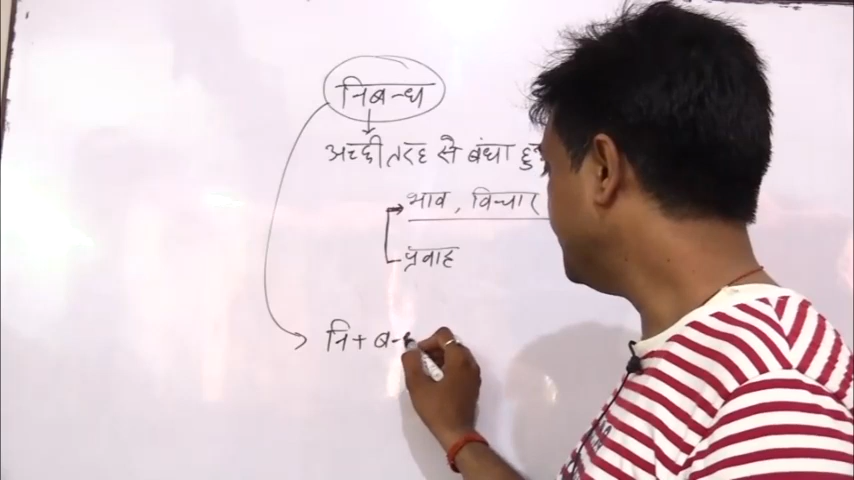 निबन्ध
अच्छी तरह से बंधा
भाव, विचार
प्रवाह
नि +